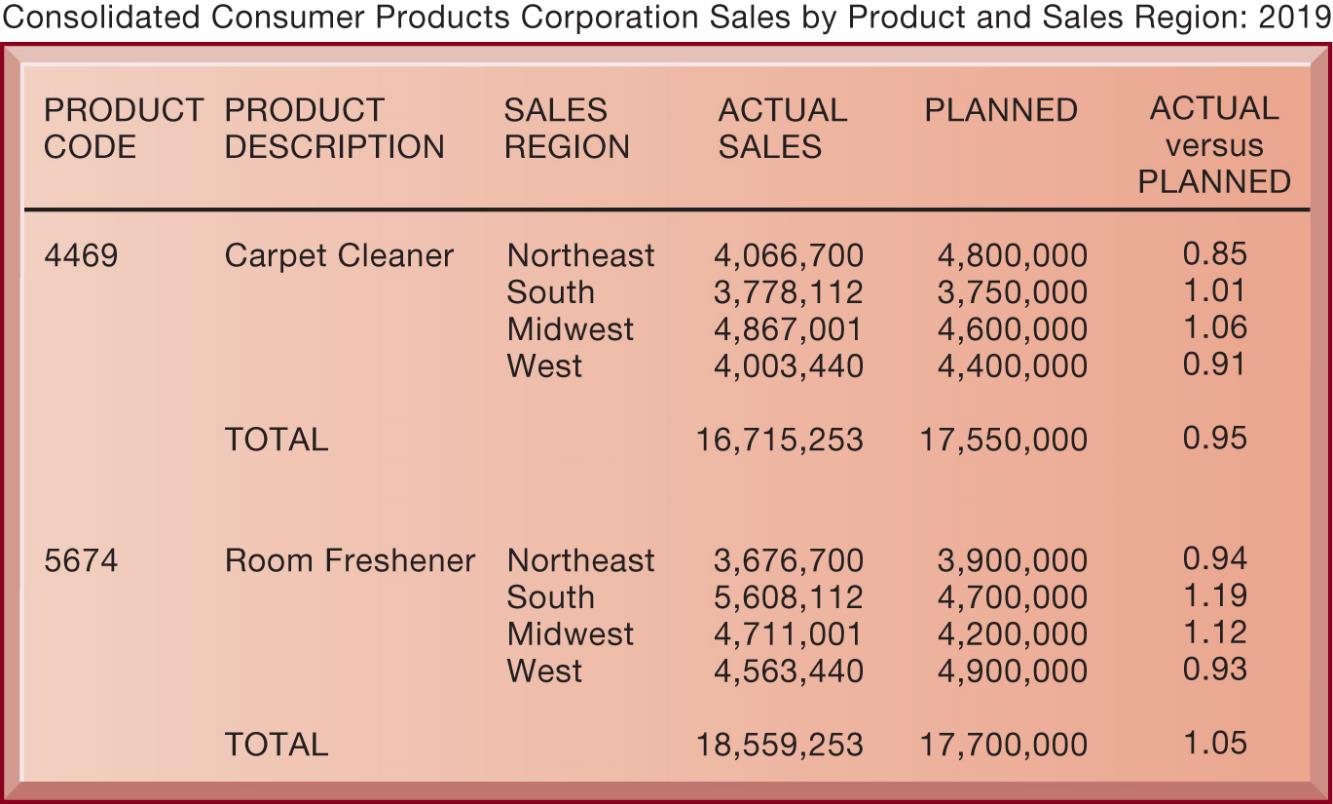 Consolidated Consumer Products Corporation Sales by Product and Sales Region: 2019
PRODUCT CODE PRODUCT DESCRIPTION SALES REGION ACTUAL SALES PLANNED ACTUAL versus PLANNED
4469 Carpet Cleaner Northeast 4,066,700 4,800,000 0.85
South 3,778,112 3,750,000 1.01
Midwest 4,867,001 4,600,000 1.06
West 4,003,440 4,400,000 0.91
TOTAL 16,715,253 17,550,000 0.95
5674 Room Freshener Northeast 3,676,700 3,900,000 0.94
South 5,608,112 4,700,000 1.19
Midwest 4,711,001 4,200,000 1.12
West 4,563,440 4,900,000 0.93
TOTAL 18,559,253 17,700,000 1.05